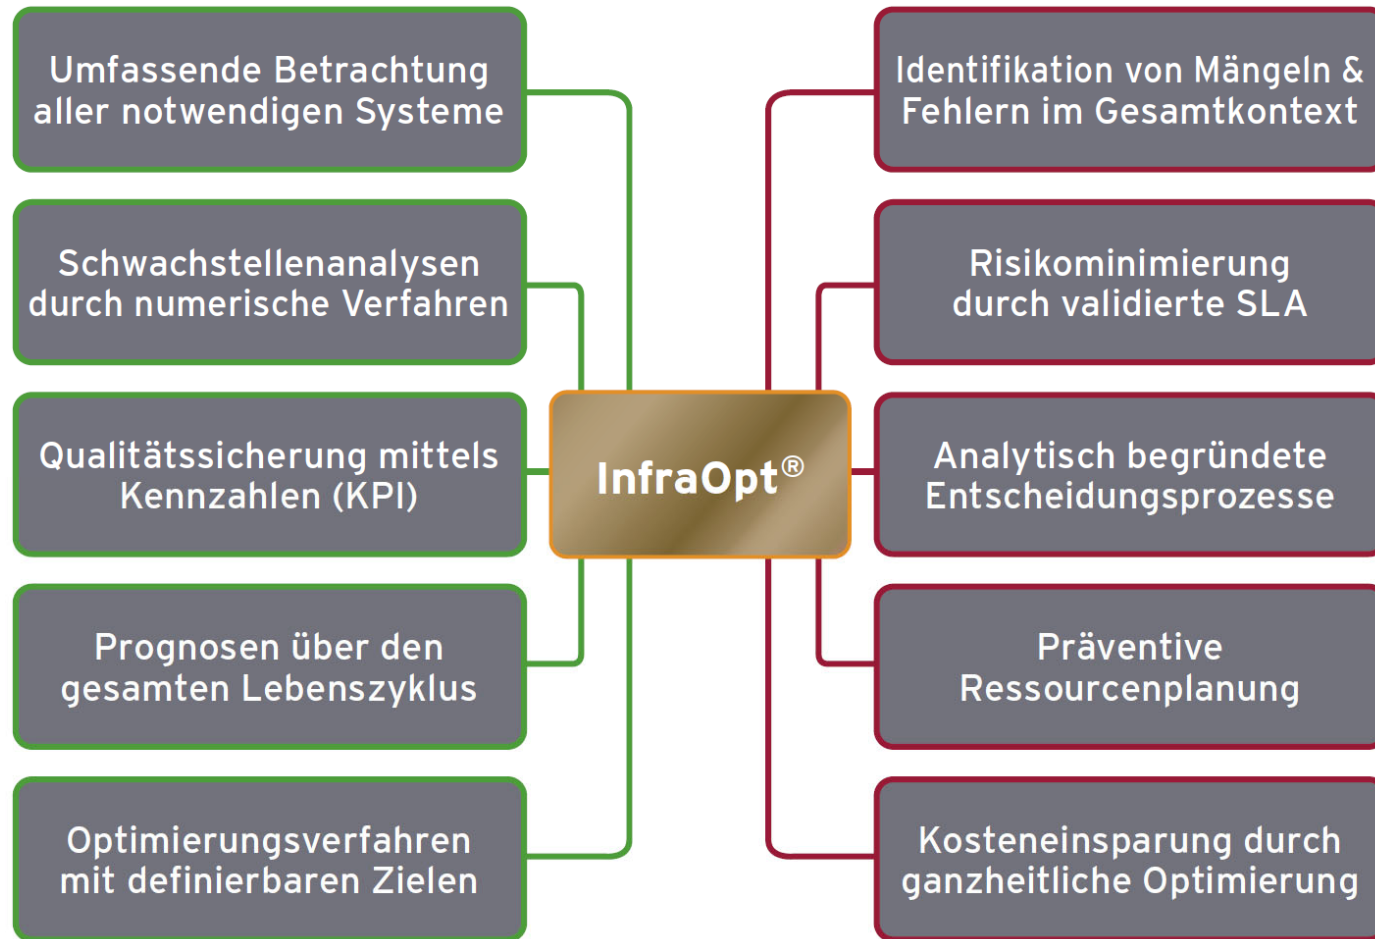 Umfassende Betrachtung
aller notwendigen Systeme
Schwachstellenanalysen
durch numerische Verfahren
Qualitätssicherung mittels
Kennzahlen (KPI)
Prognosen über den
gesamten Lebenszyklus
Optimierungsverfahren
mit definierbaren Zielen
InfraOpt®
Identifikation von Mängeln &
Fehlern im Gesamtkontext
Risikominimierung
durch validierte SLA
Analytisch begründete
Entscheidungsprozesse
Präventive
Ressourcenplanung
Kosteneinsparung durch
ganzheitliche Optimierung